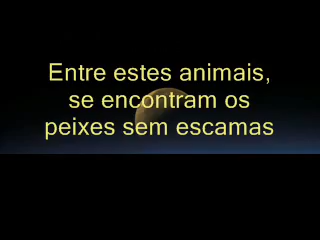 Entre estes animais,
se encontram os
peixes sem escamas